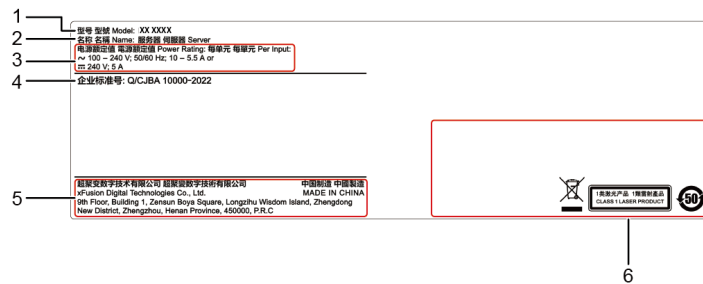 1
型号 型號 Model: XX XXXX
2
名称 名稱 Name: 服务器 伺服器 Server
3
电源额定值 電源額定值 Power Rating: 每单元 每單元 Per Input:
~ 100 – 240 V; 50/60 Hz; 10 – 5.5 A or
⎓ 240 V; 5 A
4
企业标准号: Q/CJBA 10000-2022
5
超聚变数字技术有限公司 超聚變數字技術有限公司 中国制造 中國製造
xFusion Digital Technologies Co., Ltd. MADE IN CHINA
9th Floor, Building 1, Zensun Boya Square, Longzihu Wisdom Island, Zhengdong
New District, Zhengzhou, Henan Province, 450000, P.R.C
1类激光产品 1類雷射產品
CLASS 1 LASER PRODUCT
50
6